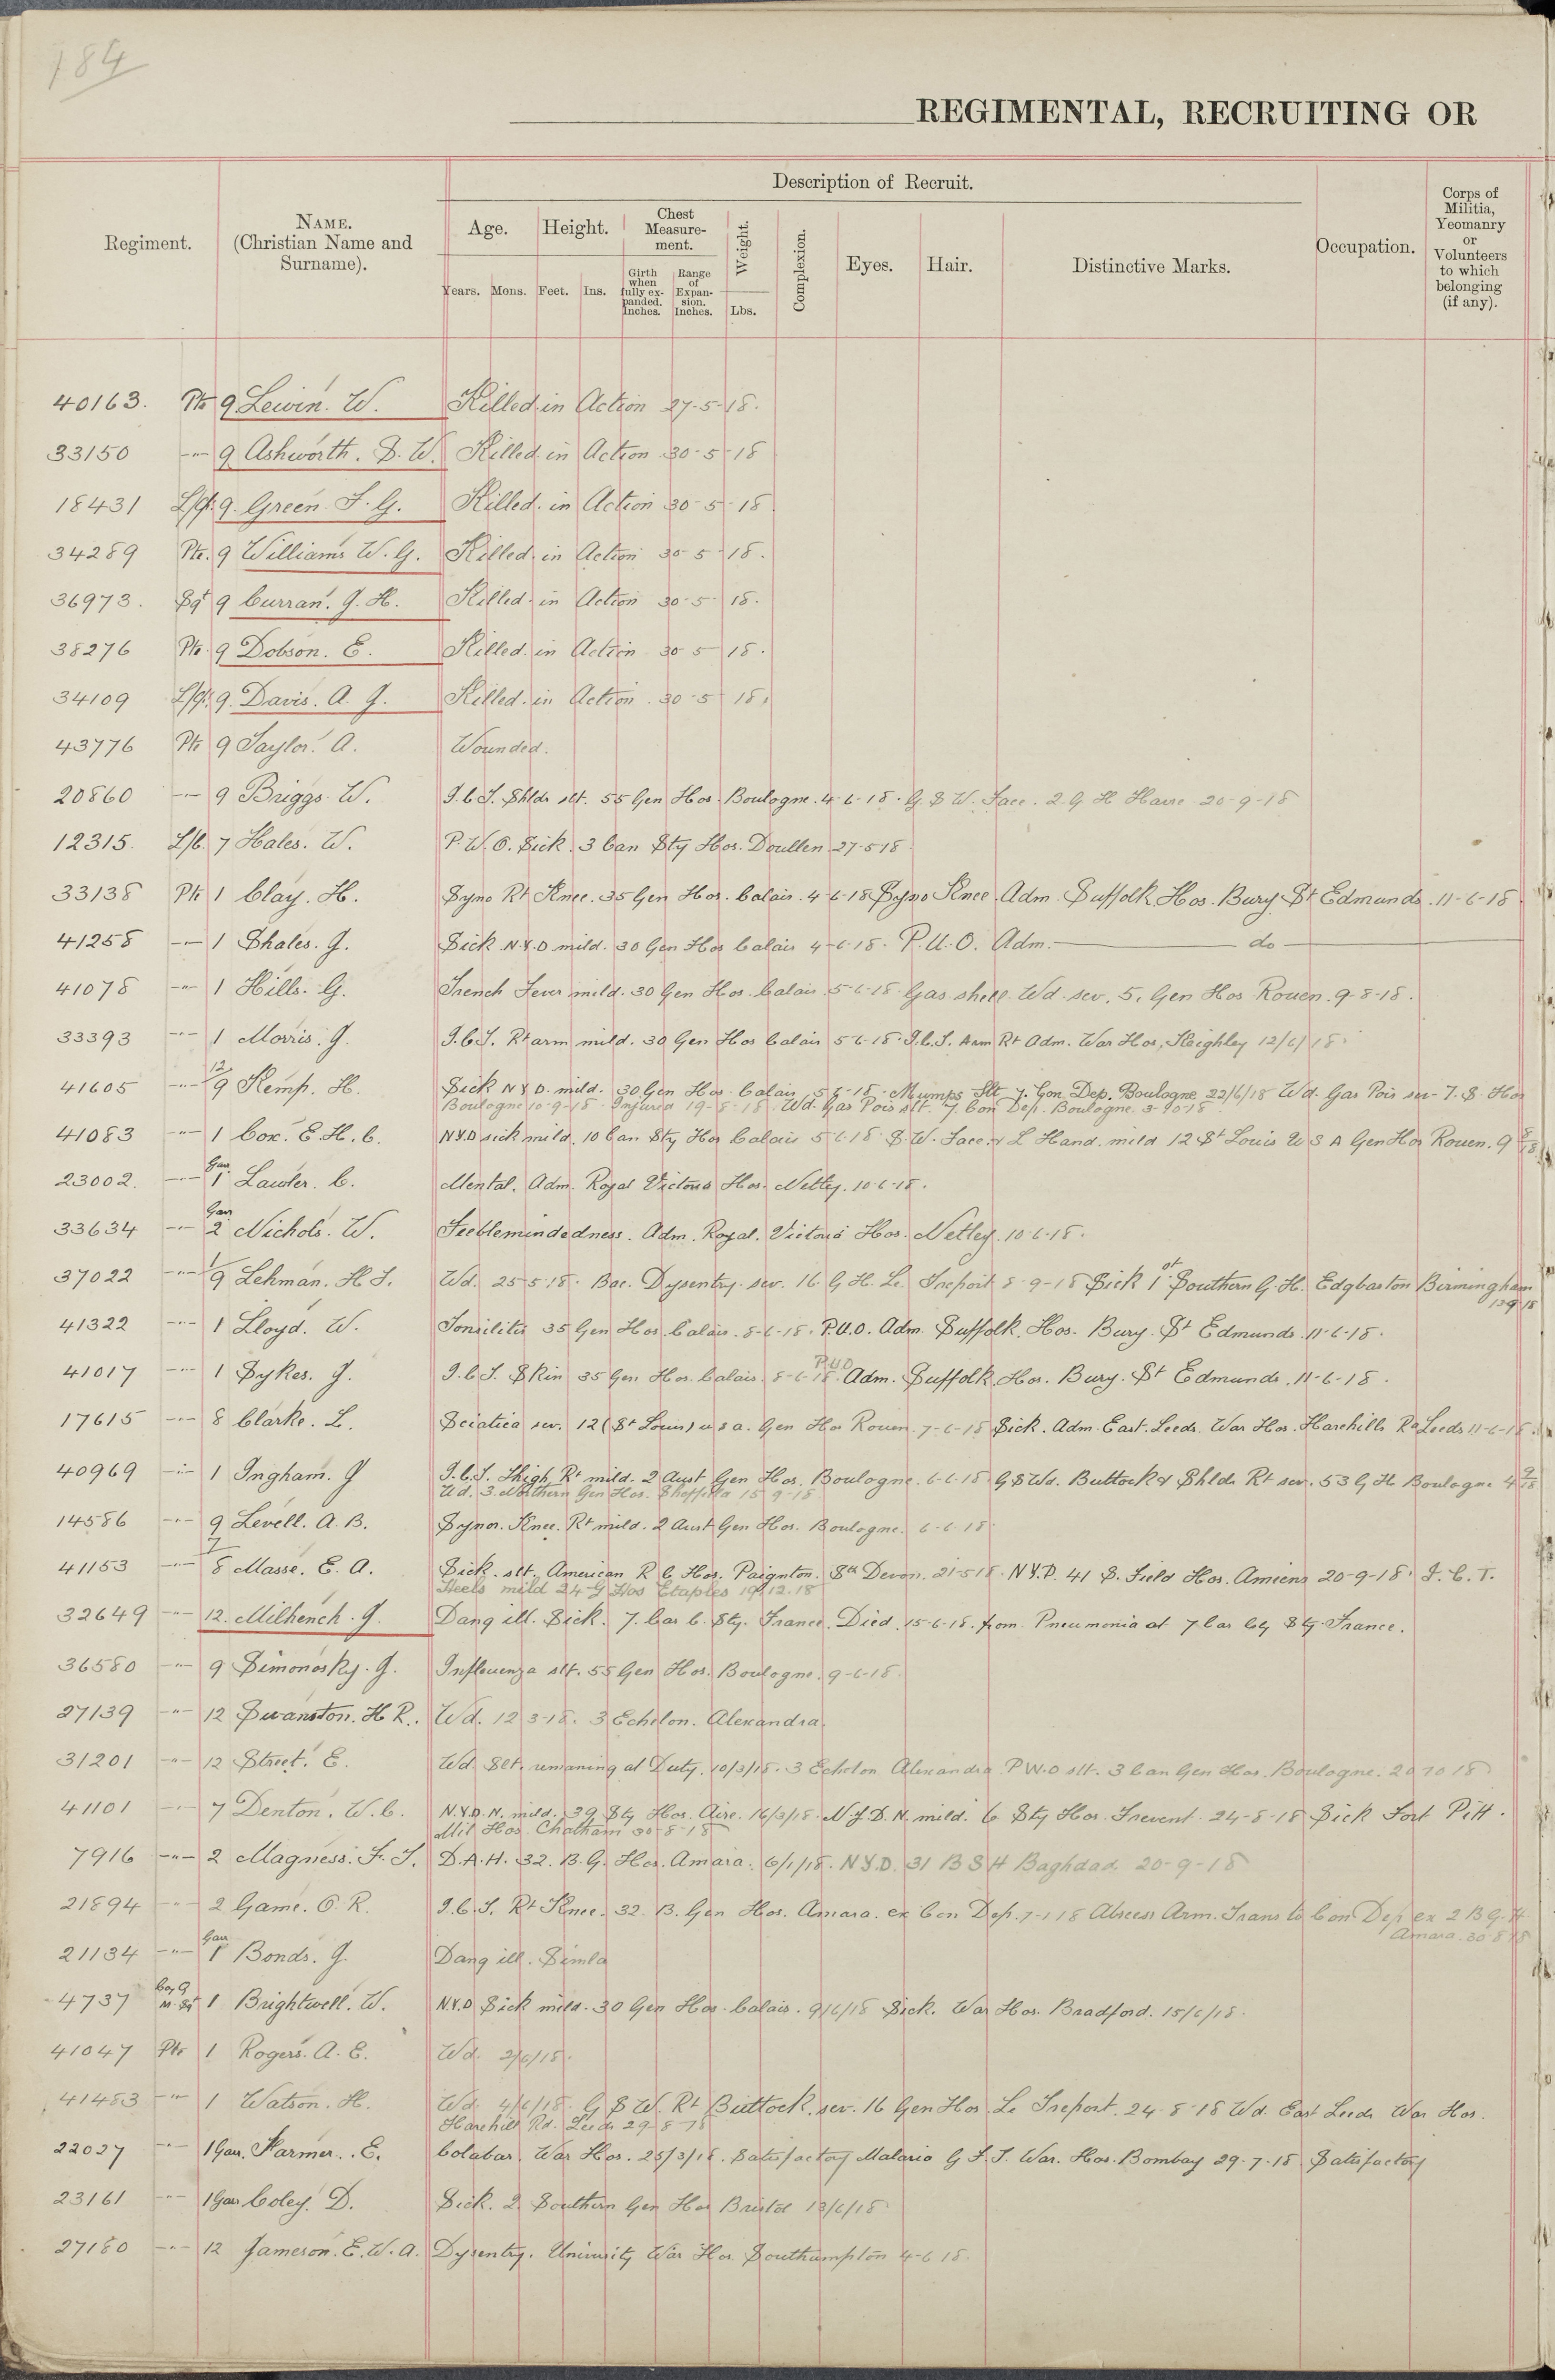 184
REGIMENTAL, RECRUITING OR
Regiment.
NAME.
(Christian Name and
Surname).
Description of Recruit.
Age.
Height.
Chest
Measure-
ment.
Weight.
Complexion.
Eyes.
Hair.
Distinctive Marks.
Occupation.
Corps of
Militia,
Yeomanry
or
Volunteers
to which
belonging
(if any).
Years.
Mons.
Feet.
Ins.
Girth
when
fully ex-
panded.
Inches.
Range
of
Expan-
sion.
Inches.
Lbs.
40163. Pte 9 Lewin. W. Killed in Action 27-5-18.
33150 -"- 9 Ashworth. S. W. Killed in Action 30-5-18
18431 L/Cpl. 9. Green. F. G. Killed in Action 30-5-18.
34289 Pte. 9 Williams W. G. Killed in Action 30-5-18.
36973. Sgt 9 Curran. J. H. Killed in Action 30-5-18.
38276 Pte. 9 Dobson. E. Killed in Action 30-5-18.
34109 L/Cpl. 9. Davis. A. J. Killed in Action 30-5-18.
43776 Pte 9 Taylor. A. Wounded.
20860 -"- 9 Briggs. W. I.C.T. Shldr slt. 55 Gen Hos. Boulogne. 4-6-18. G.S.W. Face. 2 G H Havre 20-9-18
12315. L/C. 7 Hales. W. P.W.O. Sick. 3 Can Sty Hos. Doullen 27-5-18
33138 Pte 1 Clay. H. Syno Rt Knee. 35 Gen Hos. Calais. 4-6-18 Syno Knee Adm. Suffolk Hos. Bury St Edmunds. 11-6-18.
41258 -"- 1 Shales. J. Sick N.Y.D mild. 30 Gen Hos Calais 4-6-18. P.U.O. Adm. do
41078 -"- 1 Hills. G. Trench Fever mild. 30 Gen Hos. Calais. 5-6-18. Gas shell Wd. sev. 5, Gen Hos Rouen. 9-8-18.
33393 -"- 1 Morris. J. I.C.T. Rt arm mild. 30 Gen Hos Calais 5-6-18. I.C.T. Arm Rt Adm. War Hos, Keighley 12/6/18.
41605 -"- 12/9 Kemp. H. Sick N Y D. mild. 30 Gen Hos. Calais 5-6-18. Mumps Slt 7. Con Dep. Boulogne 22/6/18 Wd. Gas Pois sev 7. S. Hos
Boulogne 10-9-18. Injured 19-8-18 Wd. Gas Pois slt. 7 Con Dep. Boulogne 3-10-18
41083 -"- 1 Cox. E. H. C. N.Y.D sick mild. 10 Can Sty Hos Calais 5-6-18 S. W. Face & L Hand. mild 12 St Louis U S A Gen Hos Rouen. 9 8/18
23002. -"- Gar. 1 Lawler. C. Mental. Adm. Royal Victoria Hos. Netley. 10-6-18.
33634 -"- Garr 2 Nichols. W. Feeblemindedness. Adm. Royal. Victoria Hos. Netley. 10-6-18.
37022 -"- 1/9 Lehman. H. J. Wd. 25-5-18. Bac. Dysentry. sev. 16 G H. Le. Treport 8-9-18 Sick 1st Southern G. H. Edgbaston Birmingham
13-9-18
41322 -"- 1 Lloyd. W. Tonsilitis 35 Gen Hos Calais. 8-6-18. P.U.O. Adm. Suffolk. Hos. Bury. St Edmunds. 11-6-18.
41017 -"- 1 Sykes. J. I.C.T. Skin 35 Gen Hos. Calais. 8-6-18. PUO Adm. Suffolk Hos. Bury. St Edmunds. 11-6-18.
17615 -"- 8 Clarke. L. Sciatica sev. 12 (St Louis) u s a. Gen Hos Rouen. 7-6-18 Sick. Adm. East Leeds War Hos. Harehills Rd Leeds 11-6-18.
40969 -"- 1 Ingham. J I.C.T. Thigh Rt mild. 2 Aust Gen Hos. Boulogne. 6-6-18 G S Wd. Buttock & Shldr Rt sev. 53 G H Boulogne 4 9/18
Wd. 3. Northern Gen Hos. Sheffield 15-9-18
14586 -"- 9 Levell. A. B. Synov. Knee. Rt mild. 2 Aust Gen Hos. Boulogne. 6-6-18
41153 -"- 7/8 Masse. E. A. Sick. slt. American R C Hos. Paignton. Sth Devon. 21-5-18. N.Y.D. 41 S. Field Hos. Amiens 20-9-18. I. C. T.
Heels mild 24 G Hos Etaples 19.12.18
32649 -"- 12. Milhench. J. Dang ill. Sick. 7. Cas C. Sty. France. Died. 15-6-18. from Pneumonia at 7 Cas Clg Stg. France.
36580 -"- 9 Simonosky. J. Influenza slt. 55 Gen Hos. Boulogne. 9-6-18.
27139 -"- 12 Swanston. H R. Wd. 12-3-18. 3 Echelon. Alexandra.
31201 -"- 12 Street. E. Wd Slt. remaning at Duty. 10/3/18. 3 Echelon Alexandra P.W.O slt. 3 Can Gen Hos. Boulogne. 20 10 18
41101 -"- 7 Denton. W. C. N.Y.D.N. mild. 39 Sty Hos. Aire. 16/3/18. N.Y.D.N. mild. 6 Sty Hos. Frevent. 24-8-18 Sick Fort Pitt.
Mil Hos. Chatham 30-8-18
7916 -"- 2 Magness. F. T. D.A.H. 32. B. G. Hos. Amara. 6/1/18. N.Y.D. 31 B S H Baghdad 20-9-18
21894 -"- 2 Game. O. R. I.C.T. Rt Knee. 32. B. Gen Hos. Amara. ex Con Dep. 7-1-18 Abcess Arm. Trans to Con Dep ex 2 B G. H
Amara. 30-8-18
21134 -"- Garr 1 Bonds. J. Dang ill. Simla
4737 Co, Q M. Sgt 1 Brightwell. W. N.Y.D Sick mild. 30 Gen Hos. Calais. 9/6/18 Sick. War Hos. Bradford. 15/6/18.
41047 Pte 1 Rogers. A. E. Wd. 2/6/18.
41483 -"- 1 Watson. H. Wd. 4/6/18. G S W. Rt Buttock. sev. 16 Gen Hos. Le Treport. 24-8-18 Wd. East Leeds War Hos.
Harehill Rd. Leeds 29-8-18
22027 -"- 1 Garr. Farmer. E. Colabar. War Hos. 25/3/18. Satisfactory Malaria G. F. T. War. Hos. Bombay 29-7-18 Satisfactory
23161 -"- 1 Garr Coley. D. Sick. 2. Southern Gen Hos Bristol 13/6/18
27180 -"- 12 Jameson. E. W. A. Dysentry. University War Hos. Southampton 4-6-18.